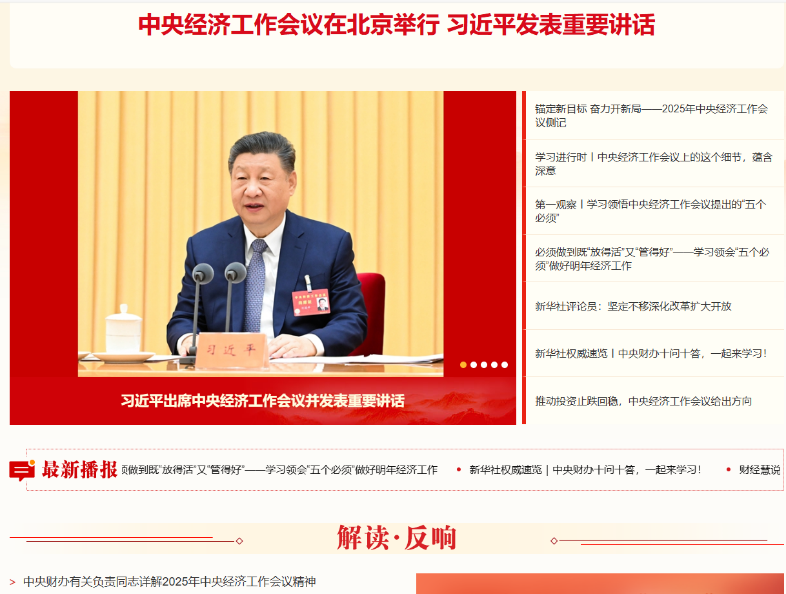 中央经济工作会议在北京举行 习近平发表重要讲话
习近平
习近平出席中央经济工作会议并发表重要讲话
锚定新目标 奋力开新局——2025年中央经济工作会
议侧记
学习进行时丨中央经济工作会议上的这个细节，蕴含
深意
第一观察丨学习领悟中央经济工作会议提出的“五个
必须”
必须做到既“放得活”又“管得好”——学习领会“五个必
须”做好明年经济工作
新华社评论员：坚定不移深化改革扩大开放
新华社权威速览丨中央财办十问十答，一起来学习！
推动投资止跌回稳，中央经济工作会议给出方向
最新播报
做到既“放得活”又“管得好”——学习领会“五个必须”做好明年经济工作 • 新华社权威速览丨中央财办十问十答，一起来学习！ • 财经慧说
解读·反响
> 中央财办有关负责同志详解2025年中央经济工作会议精神